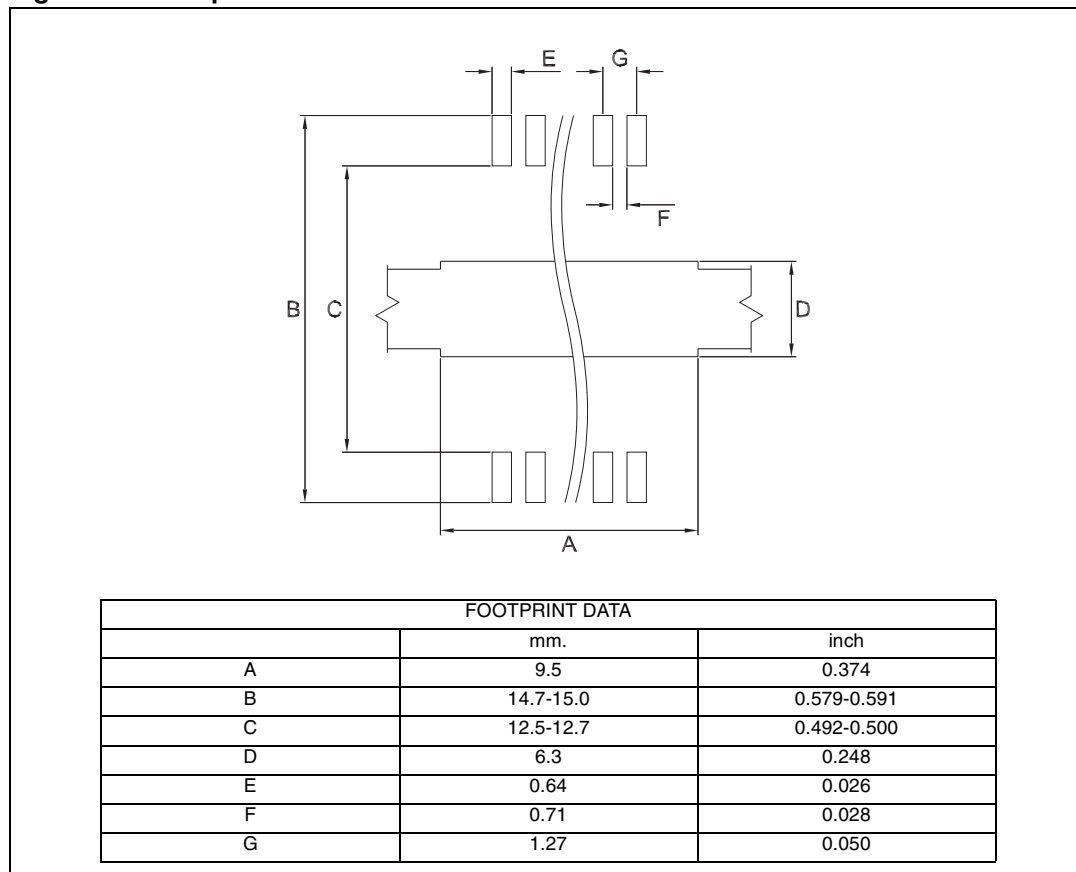 E G
F
B C D
A
FOOTPRINT DATA
mm. inch
A 9.5 0.374
B 14.7-15.0 0.579-0.591
C 12.5-12.7 0.492-0.500
D 6.3 0.248
E 0.64 0.026
F 0.71 0.028
G 1.27 0.050